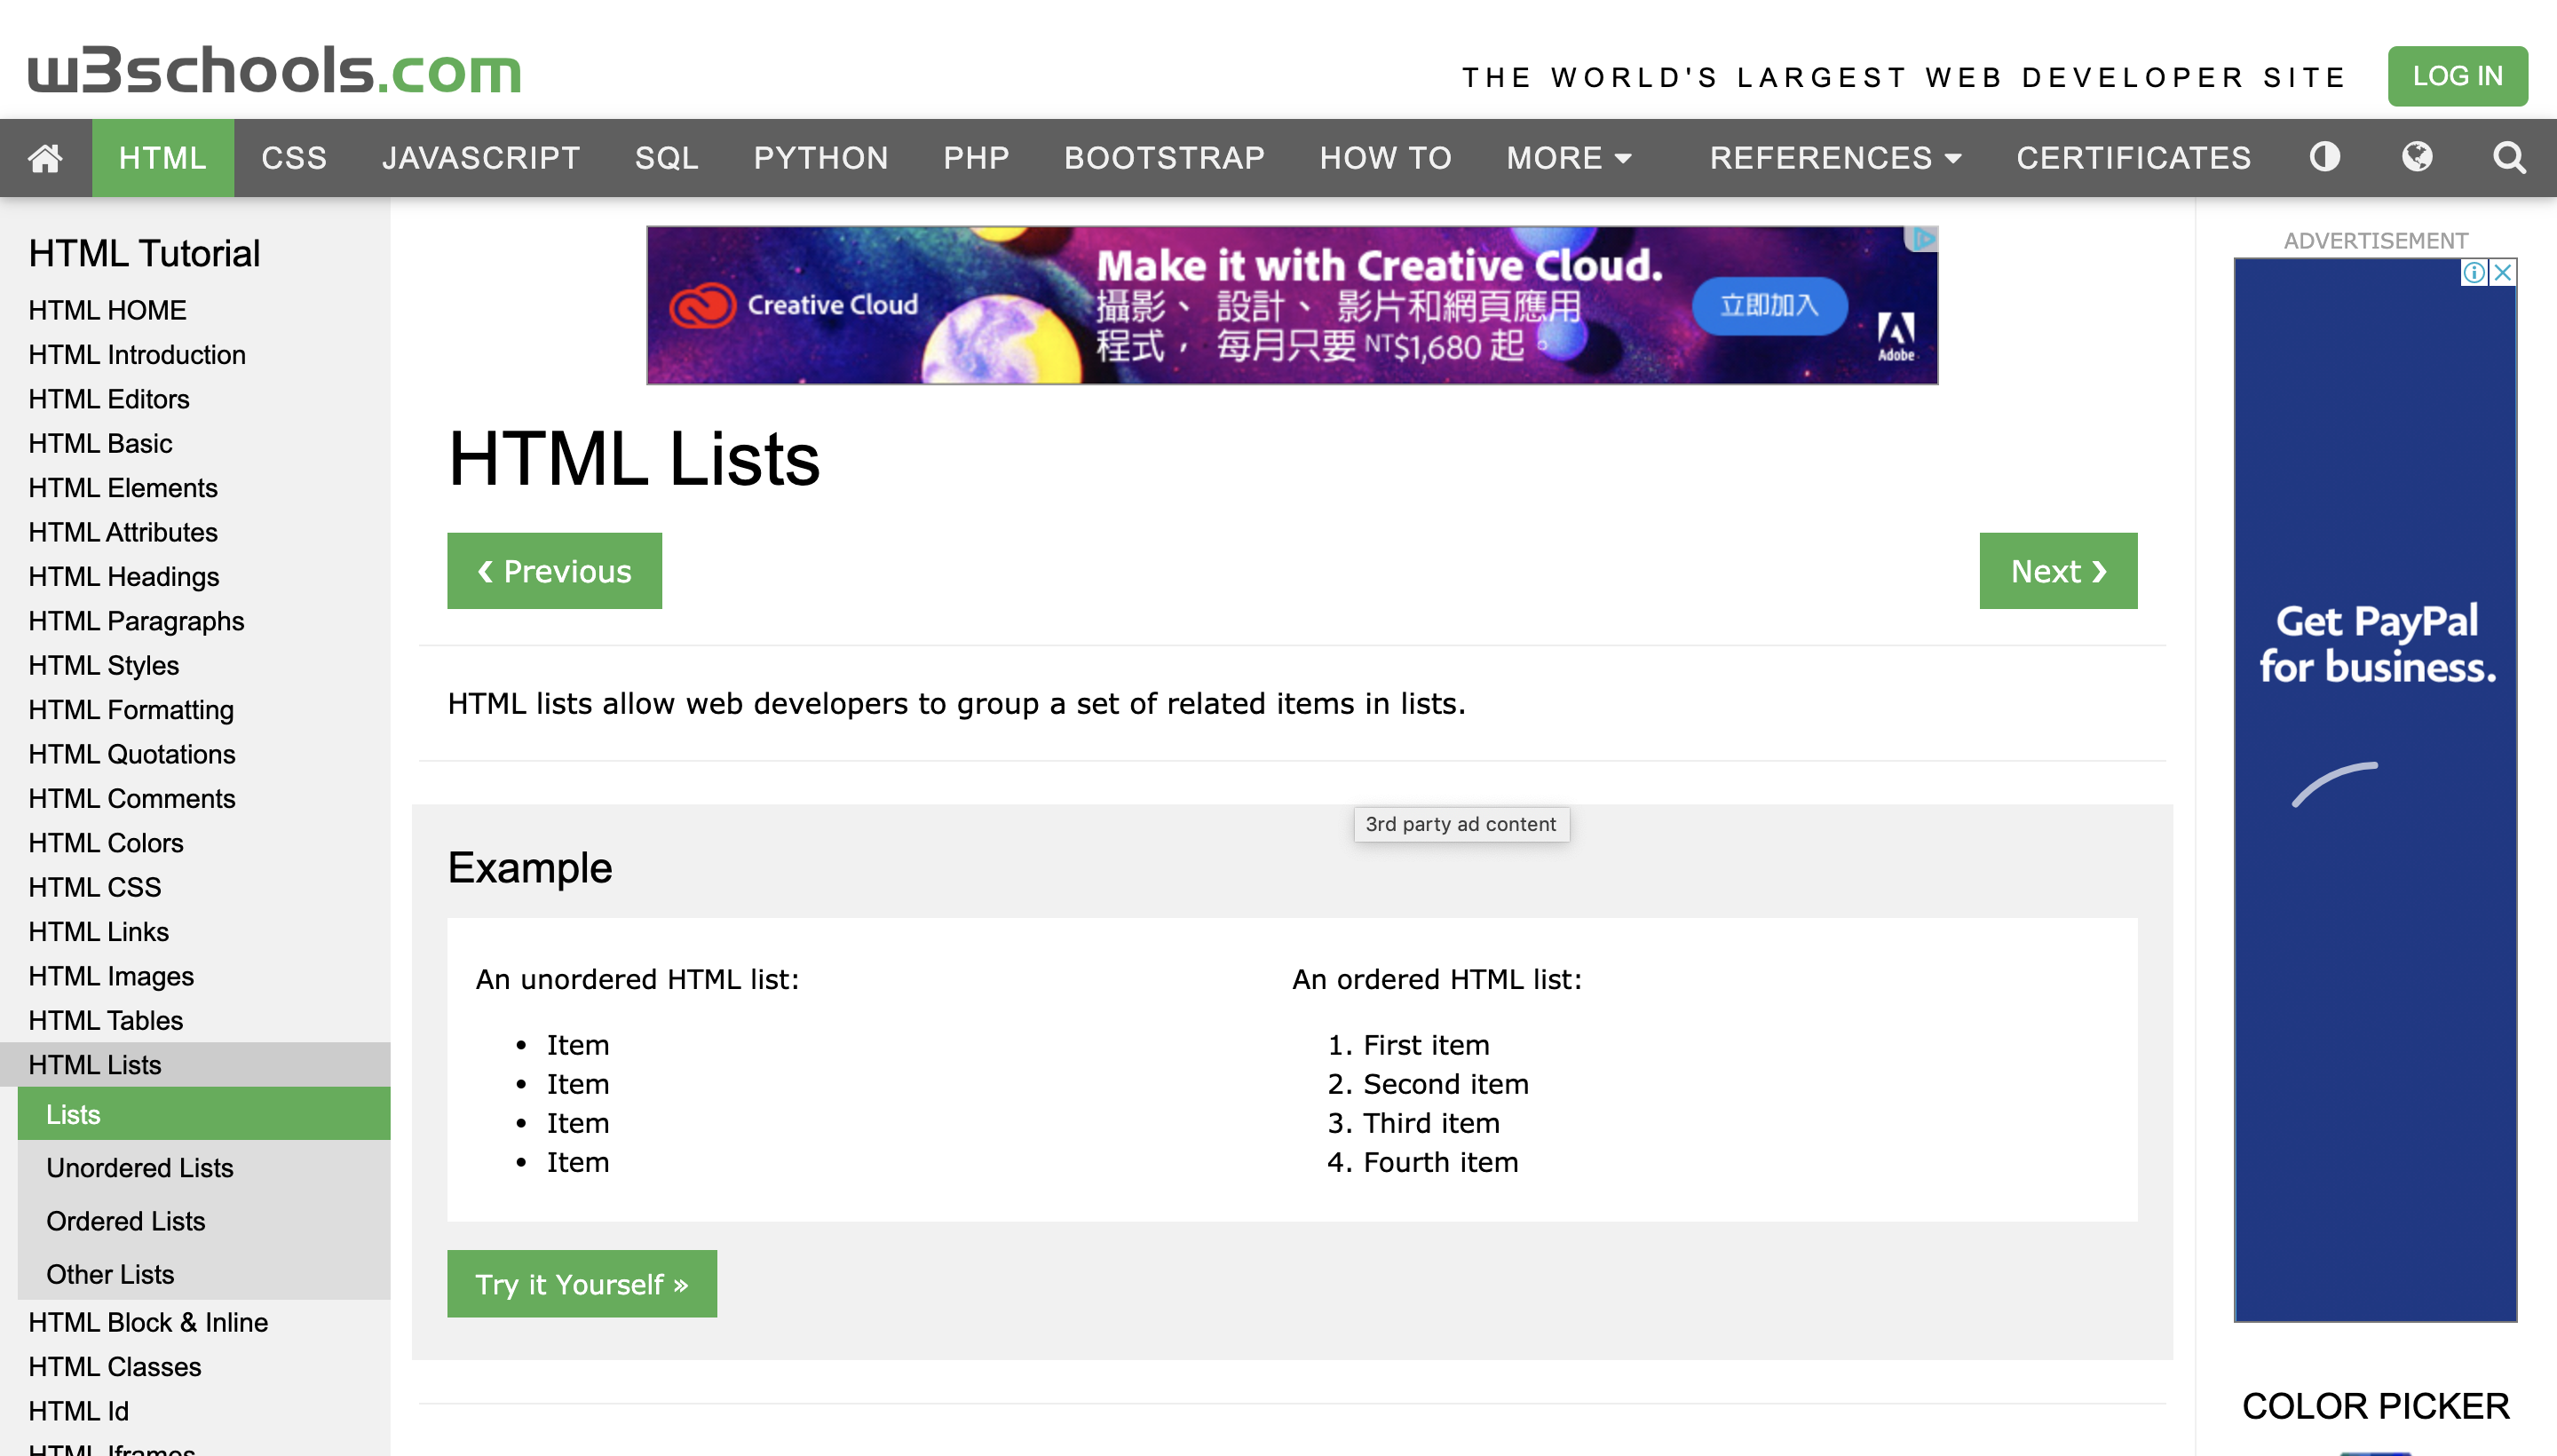 w3schools.com
THE WORLD'S LARGEST WEB DEVELOPER SITE
LOG IN
HTML CSS JAVASCRIPT SQL PYTHON PHP BOOTSTRAP HOW TO MORE REFERENCES CERTIFICATES
HTML Tutorial
HTML HOME
HTML Introduction
HTML Editors
HTML Basic
HTML Elements
HTML Attributes
HTML Headings
HTML Paragraphs
HTML Styles
HTML Formatting
HTML Quotations
HTML Comments
HTML Colors
HTML CSS
HTML Links
HTML Images
HTML Tables
HTML Lists
Lists
Unordered Lists
Ordered Lists
Other Lists
HTML Block & Inline
HTML Classes
HTML Id
HTML Iframes
Creative Cloud
Make it with Creative Cloud.
攝影、 設計、 影片和網頁應用
程式， 每月只要 NT$1,680 起。
立即加入
Adobe
HTML Lists
❮ Previous
Next ❯
HTML lists allow web developers to group a set of related items in lists.
3rd party ad content
Example
An unordered HTML list:
• Item
• Item
• Item
• Item
An ordered HTML list:
1. First item
2. Second item
3. Third item
4. Fourth item
Try it Yourself »
ADVERTISEMENT
Get PayPal
for business.
COLOR PICKER